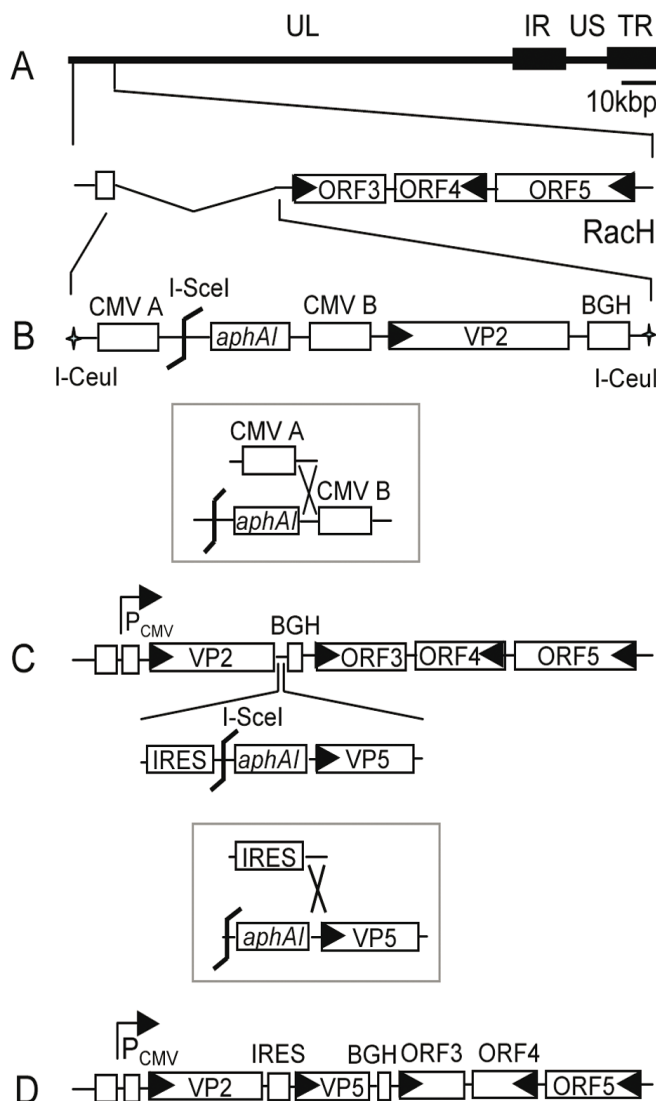 UL IR US TR
A
10kbp
ORF3 ORF4 ORF5
RacH
I-SceI
CMV A CMV B BGH
B aphAI VP2
I-CeuI I-CeuI
CMV A
CMV B
aphAI
PCMV BGH
C VP2 ORF3 ORF4 ORF5
I-SceI
IRES aphAI VP5
IRES
aphAI VP5
PCMV IRES BGH ORF3 ORF4
D VP2 VP5 ORF5